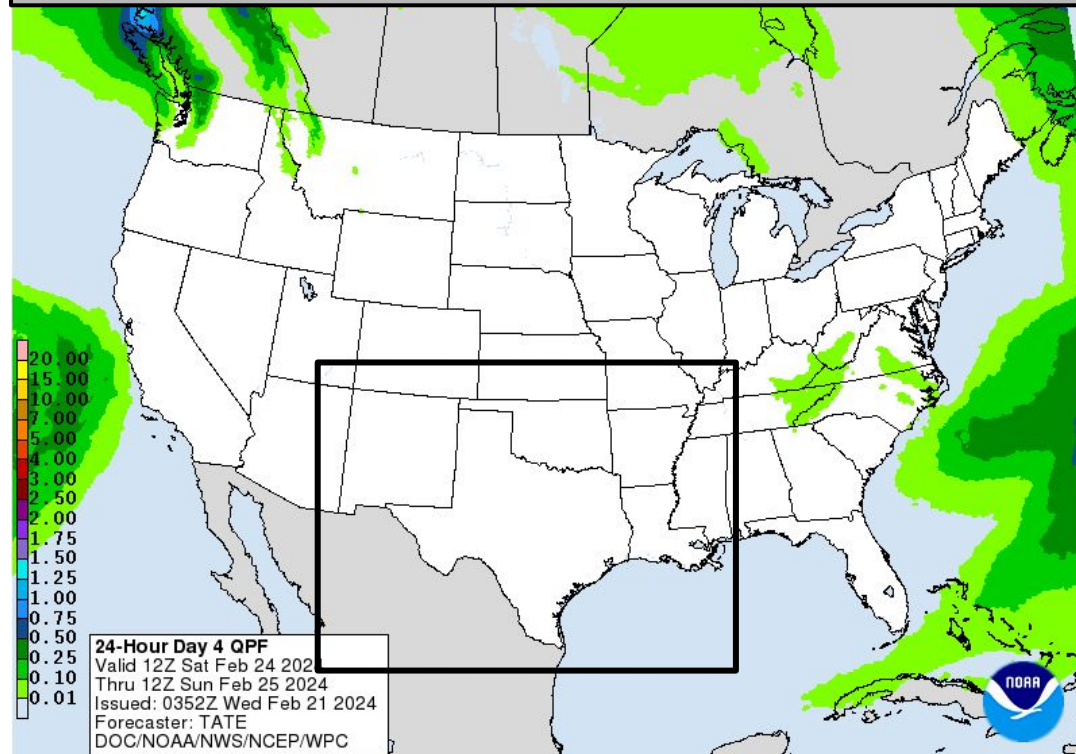 20.00
15.00
10.00
7.00
5.00
4.00
3.00
2.50
2.00
1.75
1.50
1.25
1.00
0.75
0.50
0.25
0.10
0.01
24-Hour Day 4 QPF
Valid 12Z Sat Feb 24 202
Thru 12Z Sun Feb 25 2024
Issued: 0352Z Wed Feb 21 2024
Forecaster: TATE
DOC/NOAA/NWS/NCEP/WPC
NOAA